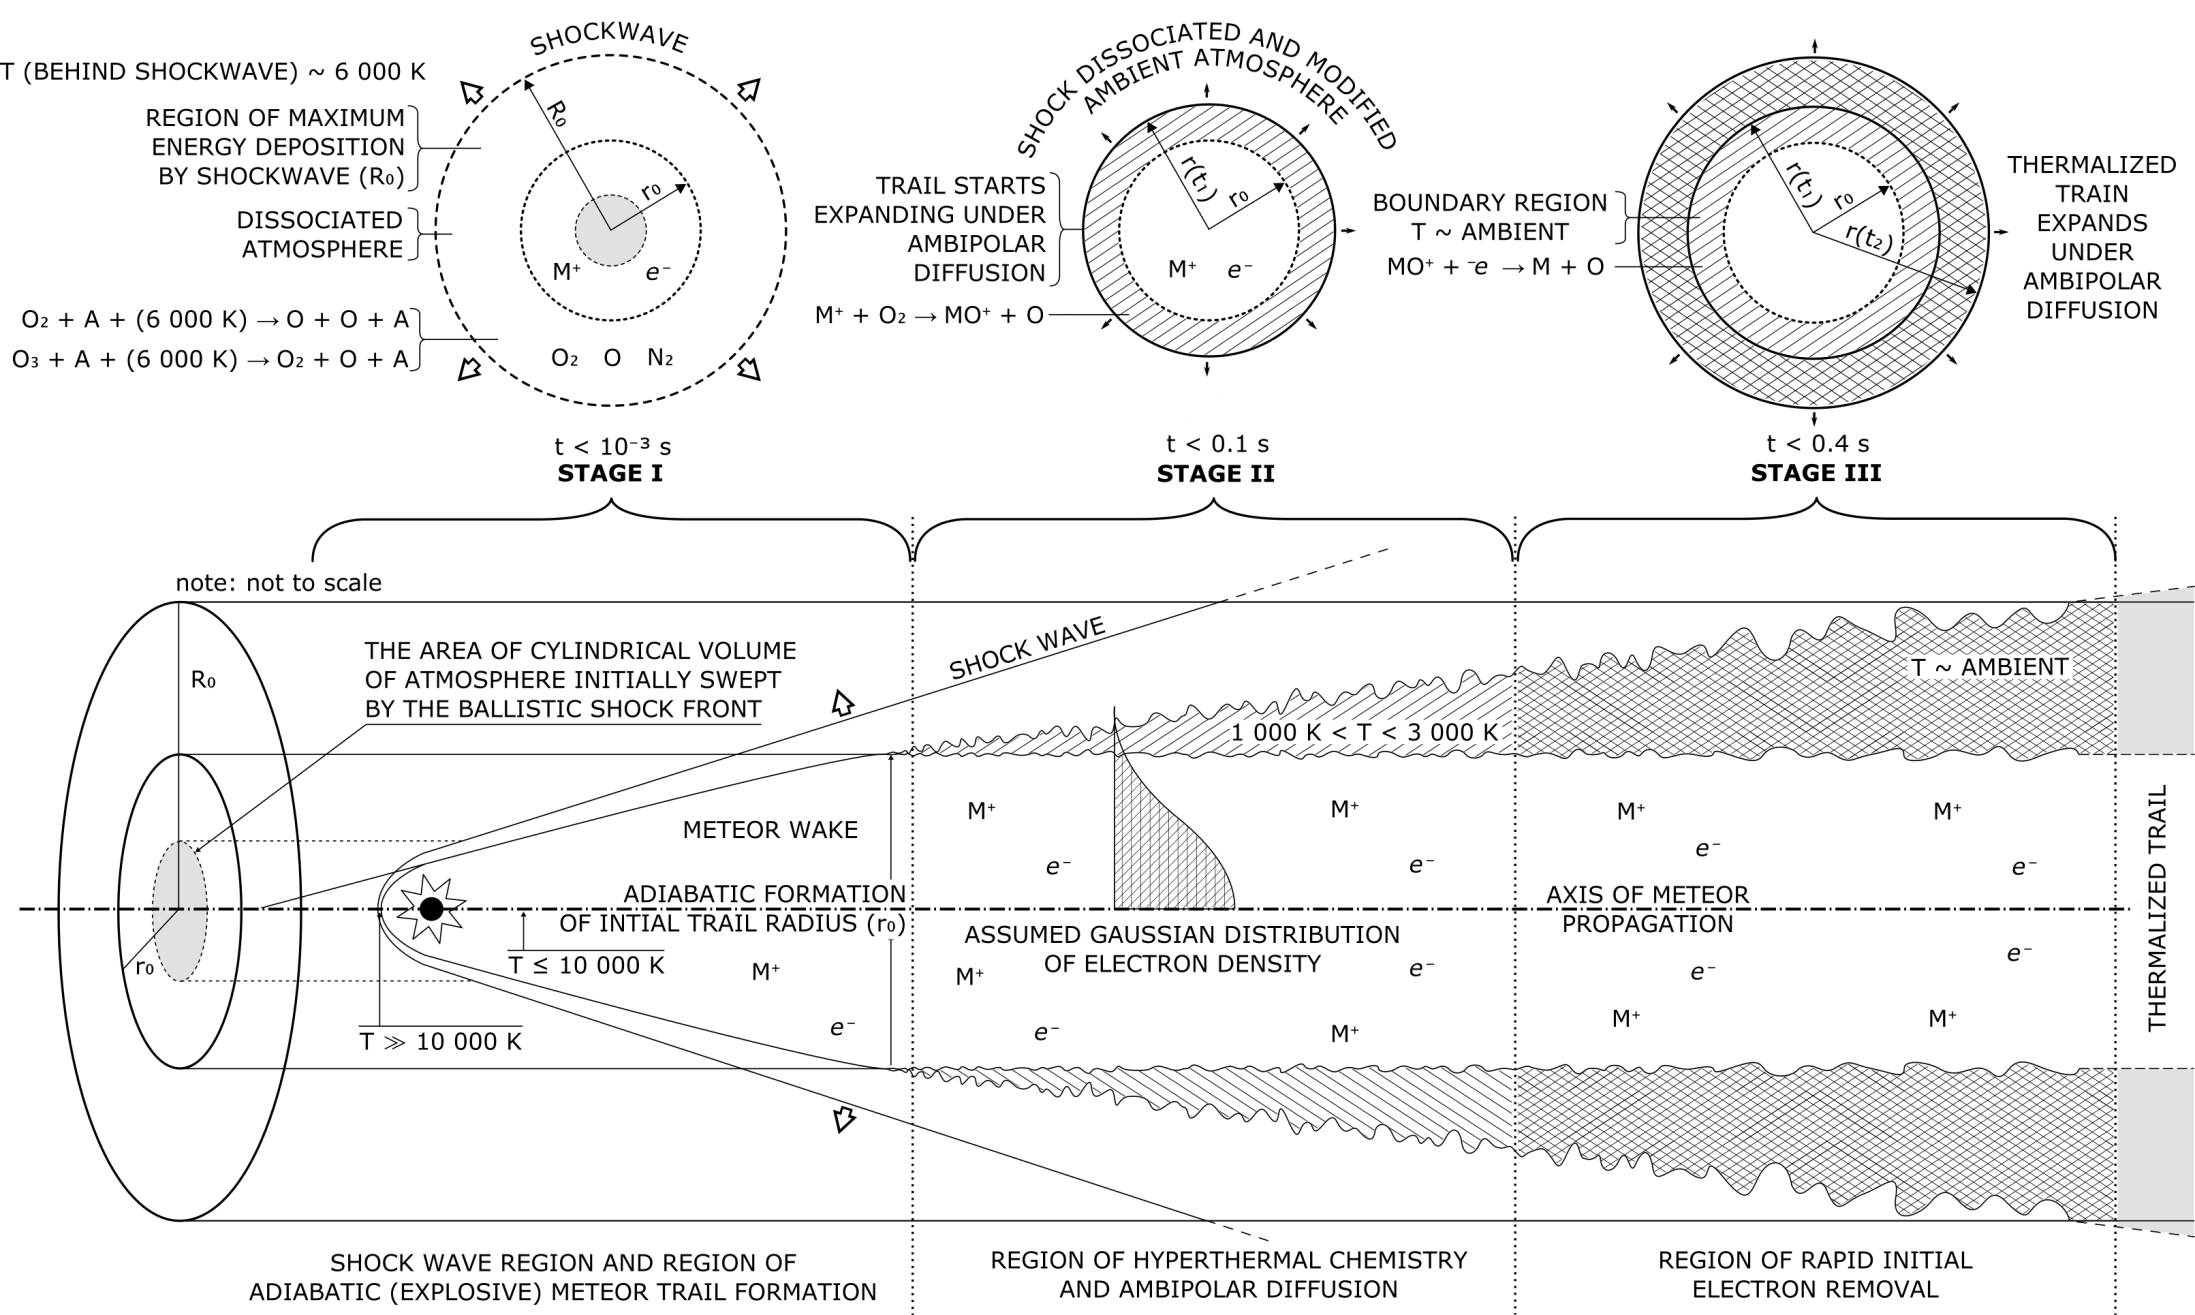 SHOCKWAVE
T (BEHIND SHOCKWAVE) ~ 6 000 K
REGION OF MAXIMUM
ENERGY DEPOSITION
BY SHOCKWAVE (R₀)
DISSOCIATED
ATMOSPHERE
O₂ + A + (6 000 K) → O + O + A
O₃ + A + (6 000 K) → O₂ + O + A
R₀
r₀
M⁺ e⁻
O₂ O N₂
t < 10⁻³ s
STAGE I
SHOCK DISSOCIATED AND MODIFIED
AMBIENT ATMOSPHERE
TRAIL STARTS
EXPANDING UNDER
AMBIPOLAR
DIFFUSION
M⁺ + O₂ → MO⁺ + O
r(t₁)
r₀
M⁺ e⁻
t < 0.1 s
STAGE II
BOUNDARY REGION
T ~ AMBIENT
MO⁺ + ⁻e → M + O
r(t₁)
r₀
r(t₂)
THERMALIZED
TRAIN
EXPANDS
UNDER
AMBIPOLAR
DIFFUSION
t < 0.4 s
STAGE III
note: not to scale
R₀
r₀
THE AREA OF CYLINDRICAL VOLUME
OF ATMOSPHERE INITIALLY SWEPT
BY THE BALLISTIC SHOCK FRONT
SHOCK WAVE
METEOR WAKE
ADIABATIC FORMATION
OF INTIAL TRAIL RADIUS (r₀)
T ≤ 10 000 K
T ≫ 10 000 K
M⁺
e⁻
1 000 K < T < 3 000 K
M⁺ M⁺
e⁻ e⁻
ASSUMED GAUSSIAN DISTRIBUTION
OF ELECTRON DENSITY
M⁺ e⁻
e⁻ M⁺
T ~ AMBIENT
M⁺ M⁺
e⁻ e⁻
AXIS OF METEOR
PROPAGATION
e⁻ e⁻
M⁺ M⁺
THERMALIZED TRAIL
SHOCK WAVE REGION AND REGION OF
ADIABATIC (EXPLOSIVE) METEOR TRAIL FORMATION
REGION OF HYPERTHERMAL CHEMISTRY
AND AMBIPOLAR DIFFUSION
REGION OF RAPID INITIAL
ELECTRON REMOVAL